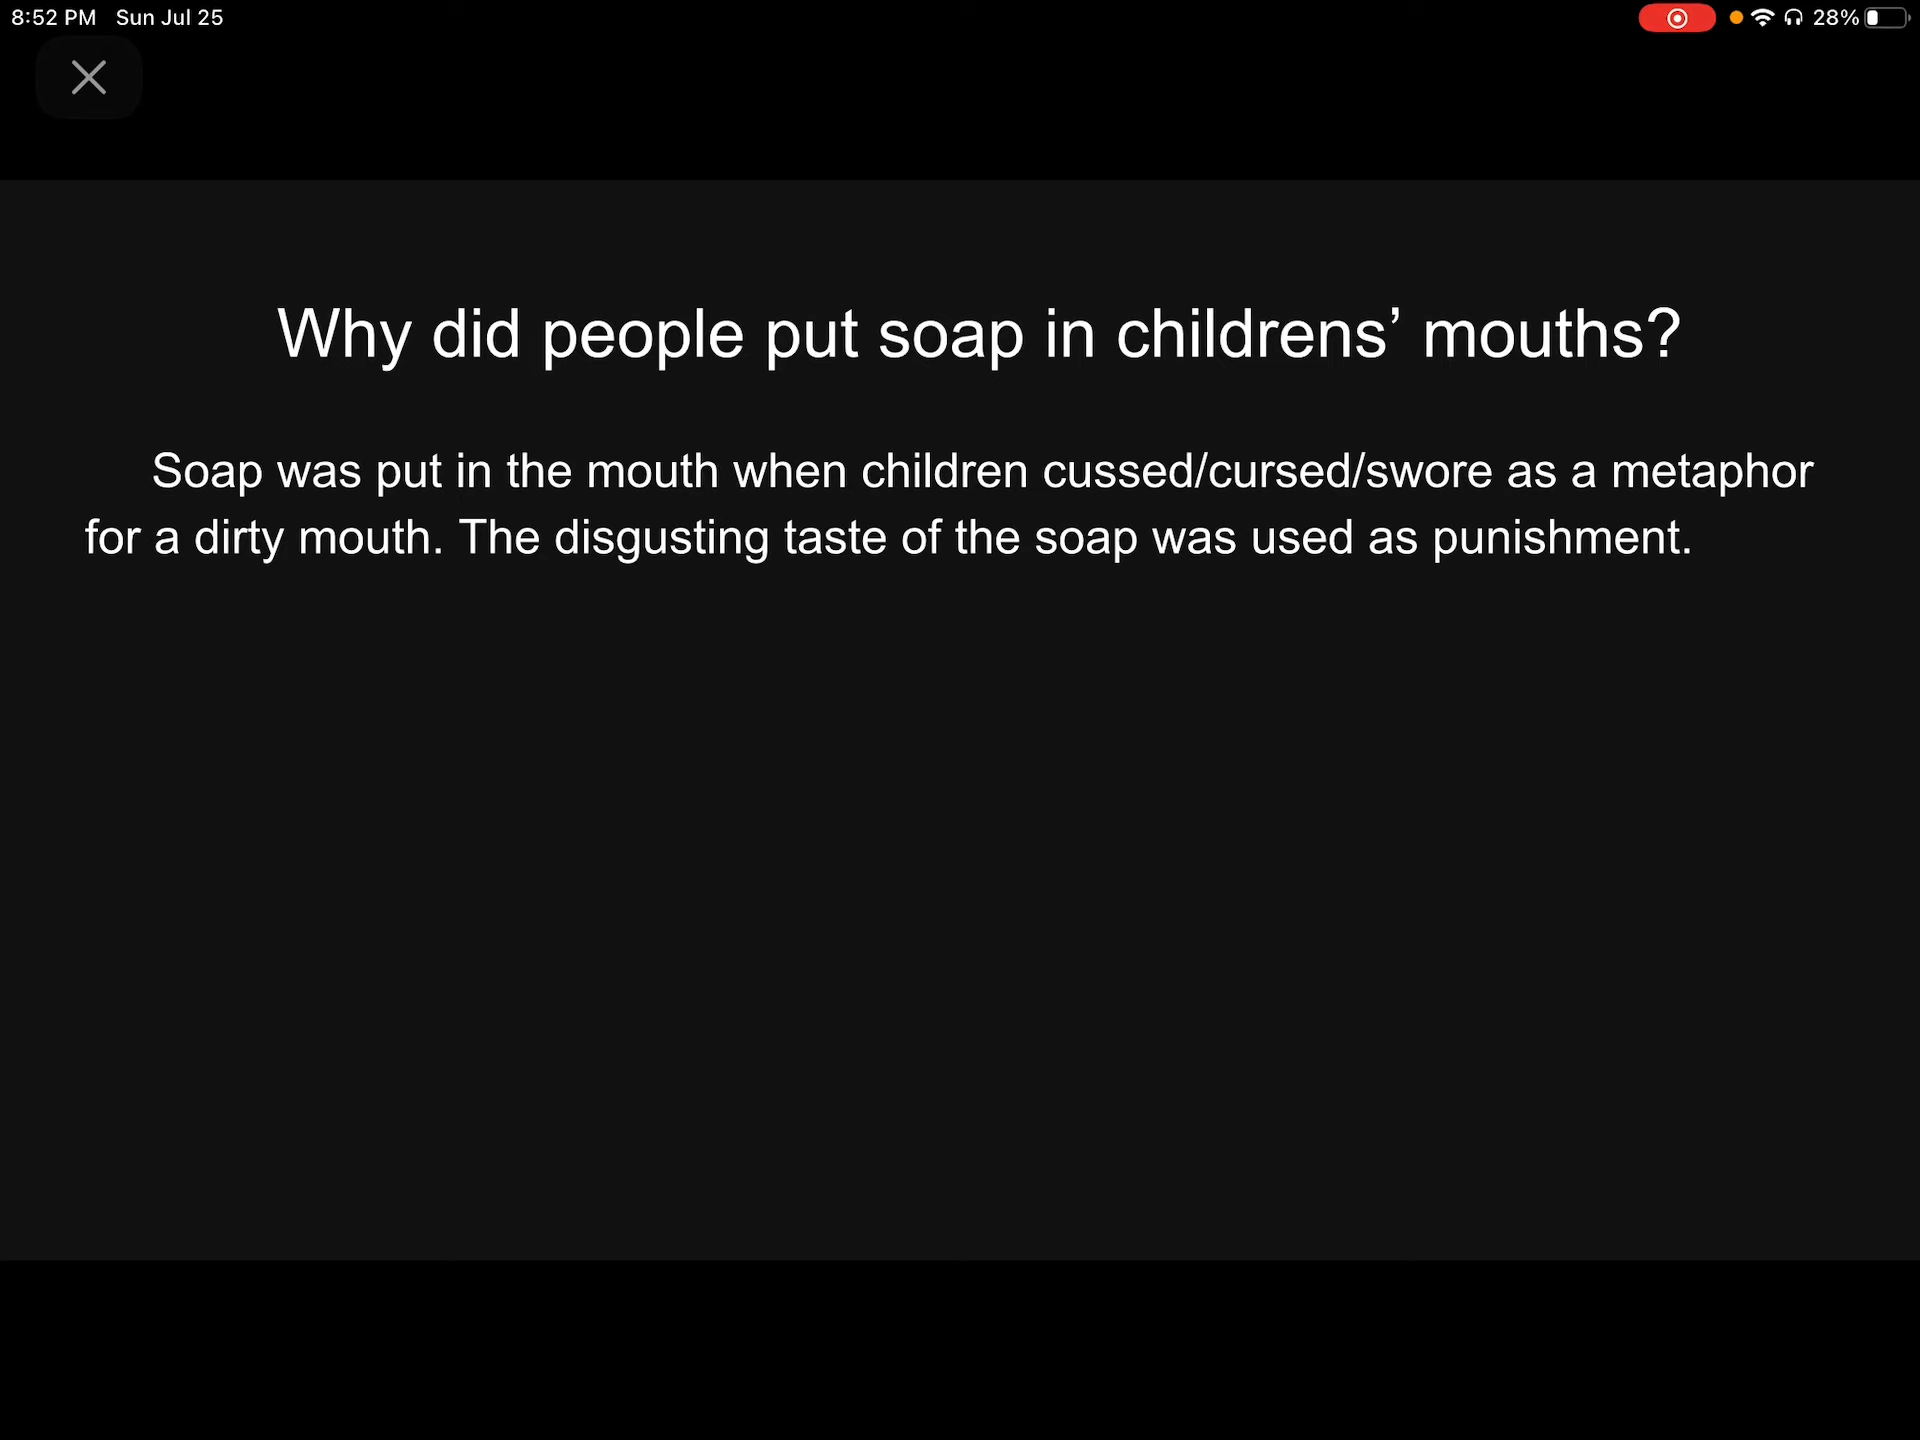 8:52 PM Sun Jul 25
28%
Why did people put soap in childrens’ mouths?
Soap was put in the mouth when children cussed/cursed/swore as a metaphor
for a dirty mouth. The disgusting taste of the soap was used as punishment.